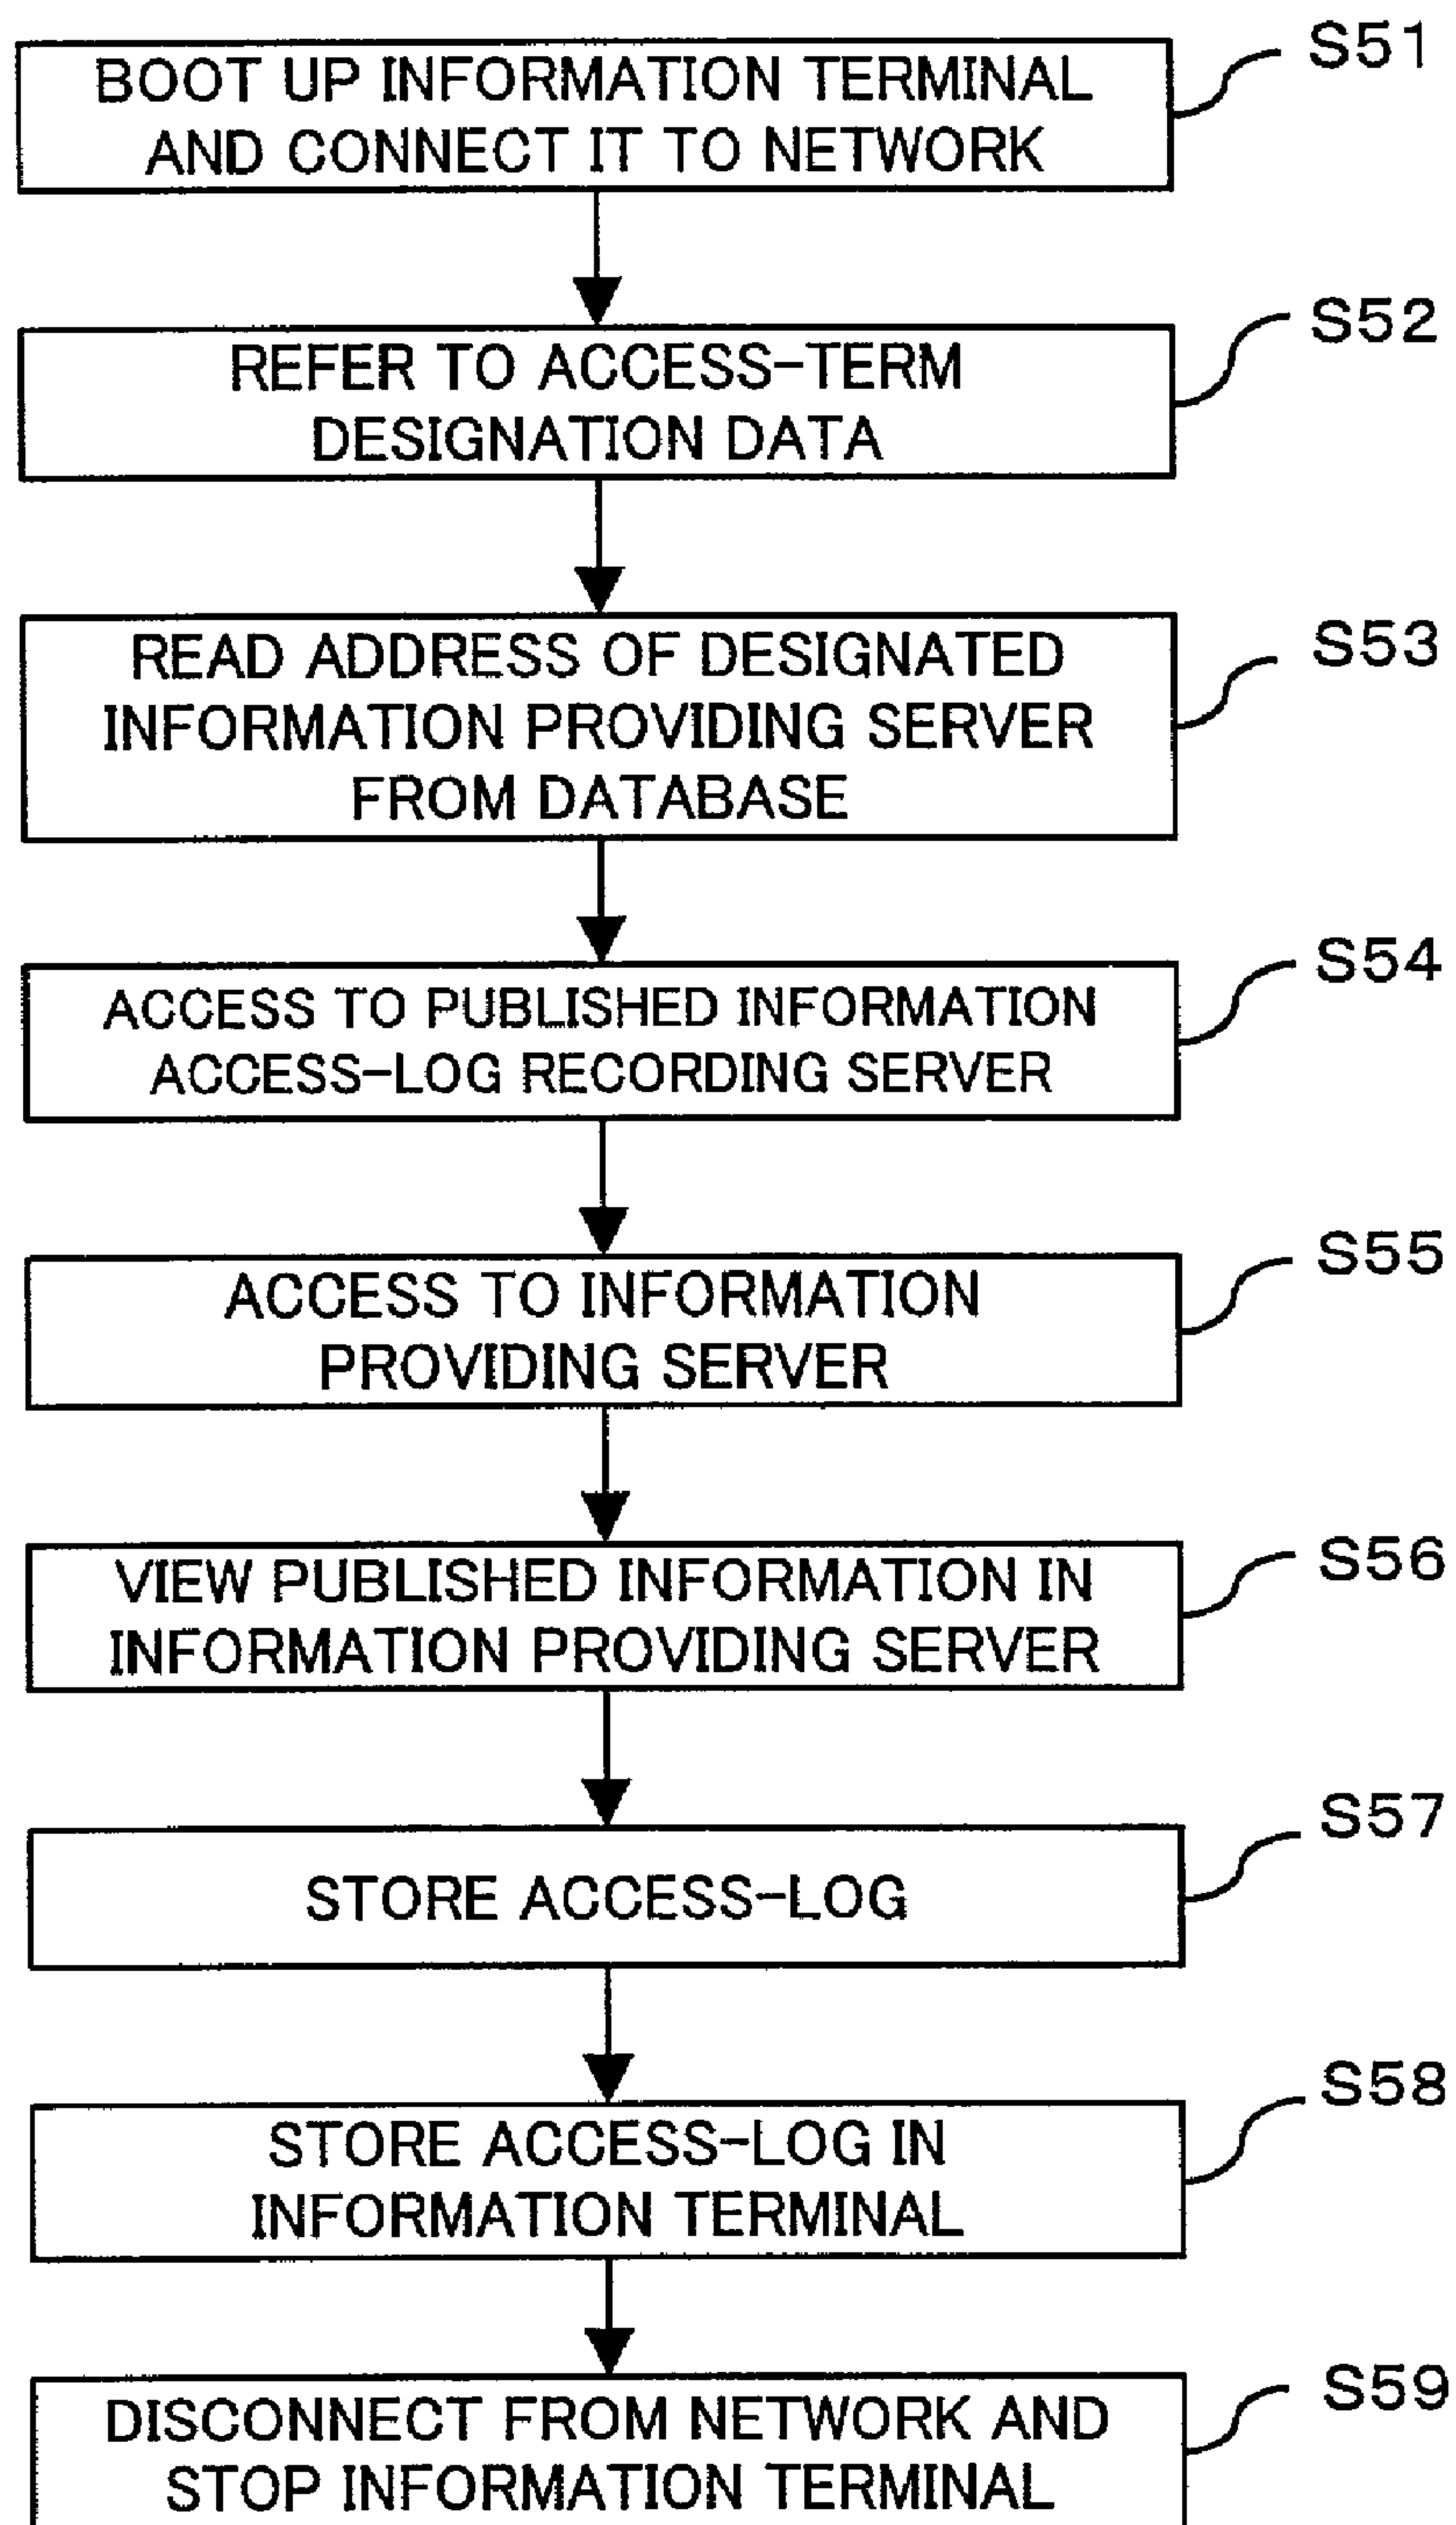 S51
BOOT UP INFORMATION TERMINAL
AND CONNECT IT TO NETWORK
S52
REFER TO ACCESS-TERM
DESIGNATION DATA
S53
READ ADDRESS OF DESIGNATED
INFORMATION PROVIDING SERVER
FROM DATABASE
S54
ACCESS TO PUBLISHED INFORMATION
ACCESS-LOG RECORDING SERVER
S55
ACCESS TO INFORMATION
PROVIDING SERVER
S56
VIEW PUBLISHED INFORMATION IN
INFORMATION PROVIDING SERVER
S57
STORE ACCESS-LOG
S58
STORE ACCESS-LOG IN
INFORMATION TERMINAL
S59
DISCONNECT FROM NETWORK AND
STOP INFORMATION TERMINAL